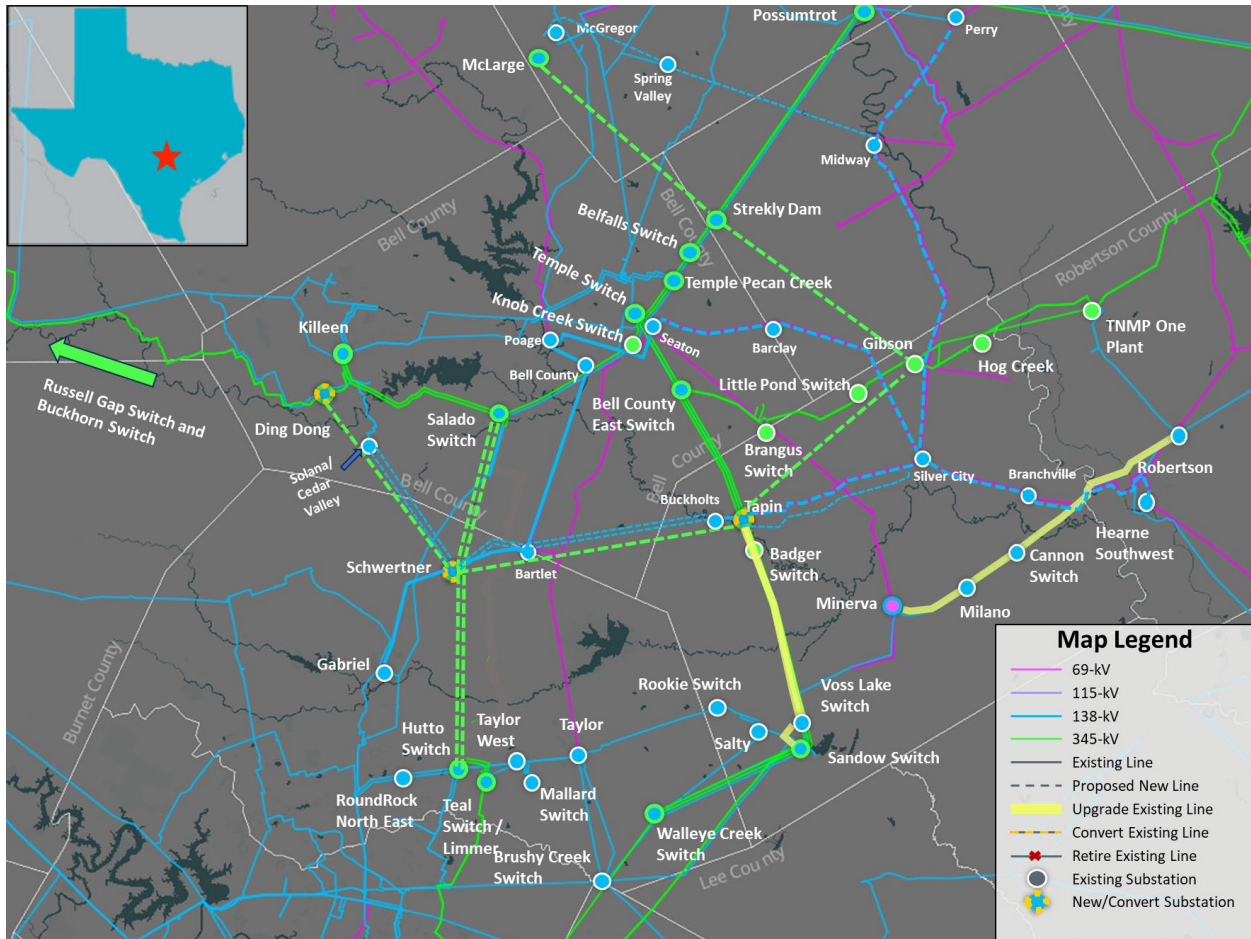 Possumtrot
McGregor
Perry
McLarge
Spring
Valley
Midway
Bell County
Bell County
Strekly Dam
Belfalls Switch
Temple Switch
Temple Pecan Creek
Knob Creek Switch
Robertson County
Killeen
Poage
Seaton
Barclay
Gibson
TNMP One
Plant
Bell County
Hog Creek
Little Pond Switch
Russell Gap Switch and
Buckhorn Switch
Ding Dong
Salado
Switch
Bell County
East Switch
Brangus
Switch
Solana/
Cedar
Valley
Bell County
Bell County
Silver City
Branchville
Robertson
Buckholts
Tapin
Hearne
Southwest
Schwertner
Bartlet
Badger
Switch
Cannon
Switch
Minerva
Milano
Gabriel
Burnet County
Rookie Switch
Voss Lake
Switch
Hutto
Switch
Taylor
West
Taylor
Salty
Sandow Switch
RoundRock
North East
Teal
Switch/
Limmer
Mallard
Switch
Walleye Creek
Switch
Brushy Creek
Switch
Lee County
Map Legend
69-kV
115-kV
138-kV
345-kV
Existing Line
Proposed New Line
Upgrade Existing Line
Convert Existing Line
Retire Existing Line
Existing Substation
New/Convert Substation